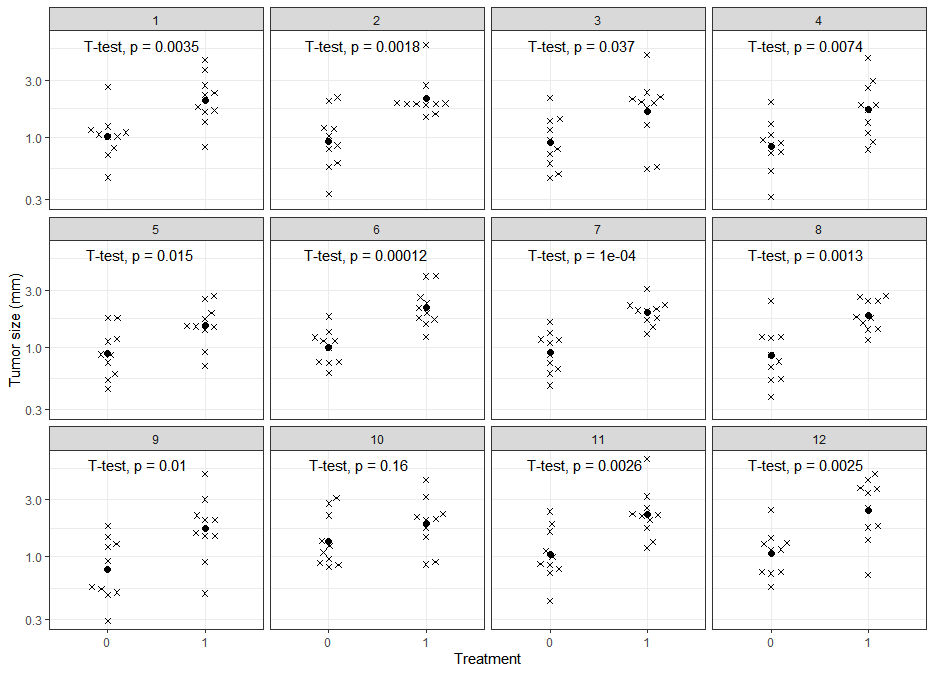 1 2 3 4
T-test, p = 0.0035 T-test, p = 0.0018 T-test, p = 0.037 T-test, p = 0.0074
3.0
1.0
0.3
5 6 7 8
T-test, p = 0.015 T-test, p = 0.00012 T-test, p = 1e-04 T-test, p = 0.0013
3.0
1.0
0.3
Tumor size (mm)
9 10 11 12
T-test, p = 0.01 T-test, p = 0.16 T-test, p = 0.0026 T-test, p = 0.0025
3.0
1.0
0.3
0 1 0 1 0 1 0 1
Treatment